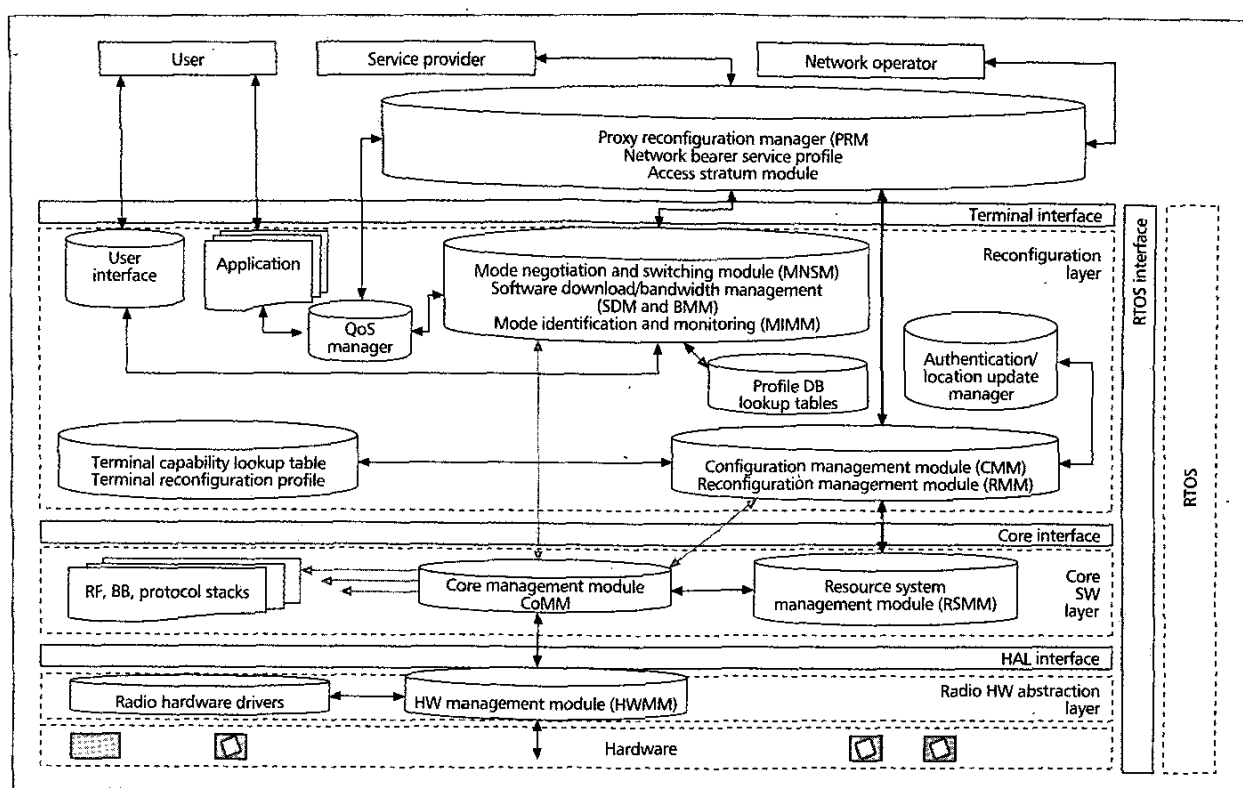 User
Service provider
Network operator
Proxy reconfiguration manager (PRM
Network bearer service profile
Access stratum module
Terminal interface
User
interface
Application
Mode negotiation and switching module (MNSM)
Software download/bandwidth management
(SDM and BMM)
Mode identification and monitoring (MIMM)
Reconfiguration
layer
QoS
manager
Profile DB
lookup tables
Authentication/
location update
manager
Terminal capability lookup table
Terminal reconfiguration profile
Configuration management module (CMM)
Reconfiguration management module (RMM)
Core interface
RF, BB, protocol stacks
Core management module
CoMM
Resource system
management module (RSMM)
Core
SW
layer
HAL interface
Radio hardware drivers
HW management module (HWMM)
Radio HW abstraction
layer
Hardware
RTOS interface
RTOS